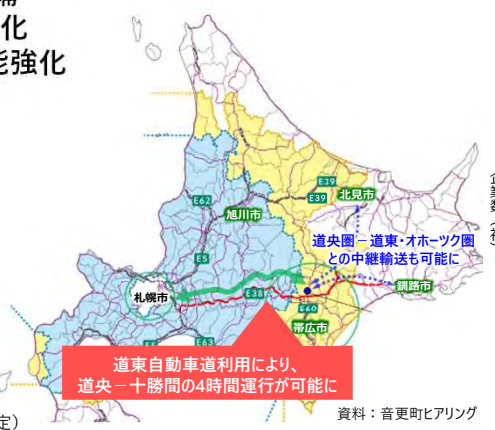 化
能強化
E39
E39
北見市
E62
旭川市
道央圏－道東・オホーツク圏
との中継輸送も可能に
E5
札幌市
E38
釧路市
E60
帯広市
E5
E63
道東自動車道利用により、
道央－十勝間の4時間運行が可能に
資料：音更町ヒアリング
定）